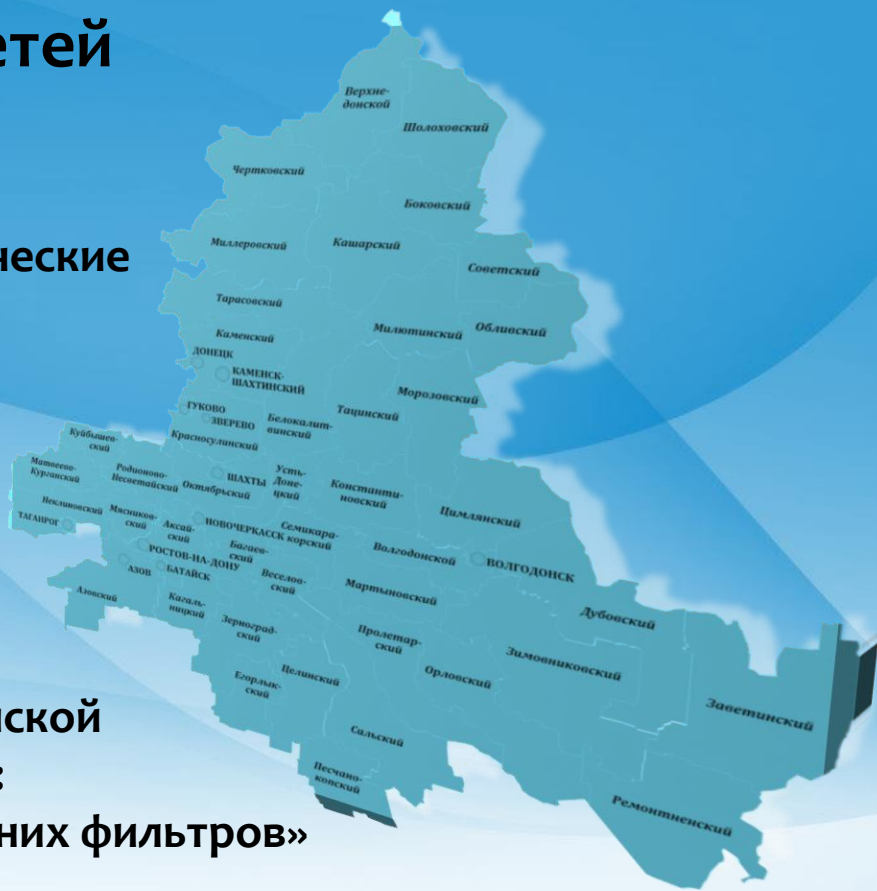 етей
ческие
Верхне-
донской
Шолоховский
Чертковский
Боковский
Миллеровский
Кашарский
Советский
Тарасовский
Каменский
Милютинский
Обливский
ДОНЕЦК
КАМЕНСК-
ШАХТИНСКИЙ
Морозовский
Тацинский
ГУКОВО
ЗВЕРЕВО
Белокалит-
винский
Красносулинский
Куйбышев-
ский
Матвеево-
Курганский
Родионово-
Несветайский
Октябрьский
ШАХТЫ
Усть-
Доне-
цкий
Константи-
новский
Цимлянский
Неклиновский
ТАГАНРОГ
Мясников-
ский
Аксай-
ский
НОВОЧЕРКАССК
Семикара-
корский
Багаев-
ский
РОСТОВ-НА-ДОНУ
Волгодонской
ВОЛГОДОНСК
АЗОВ
БАТАЙСК
Веселов-
ский
Мартыновский
Азовский
Кагаль-
ницкий
Дубовский
Зерноград-
ский
Пролетар-
ский
Зимовниковский
Егорлык-
ский
Целинский
Орловский
Заветинский
Сальский
Песчано-
копский
Ремонтненский
нской
:
них фильтров»